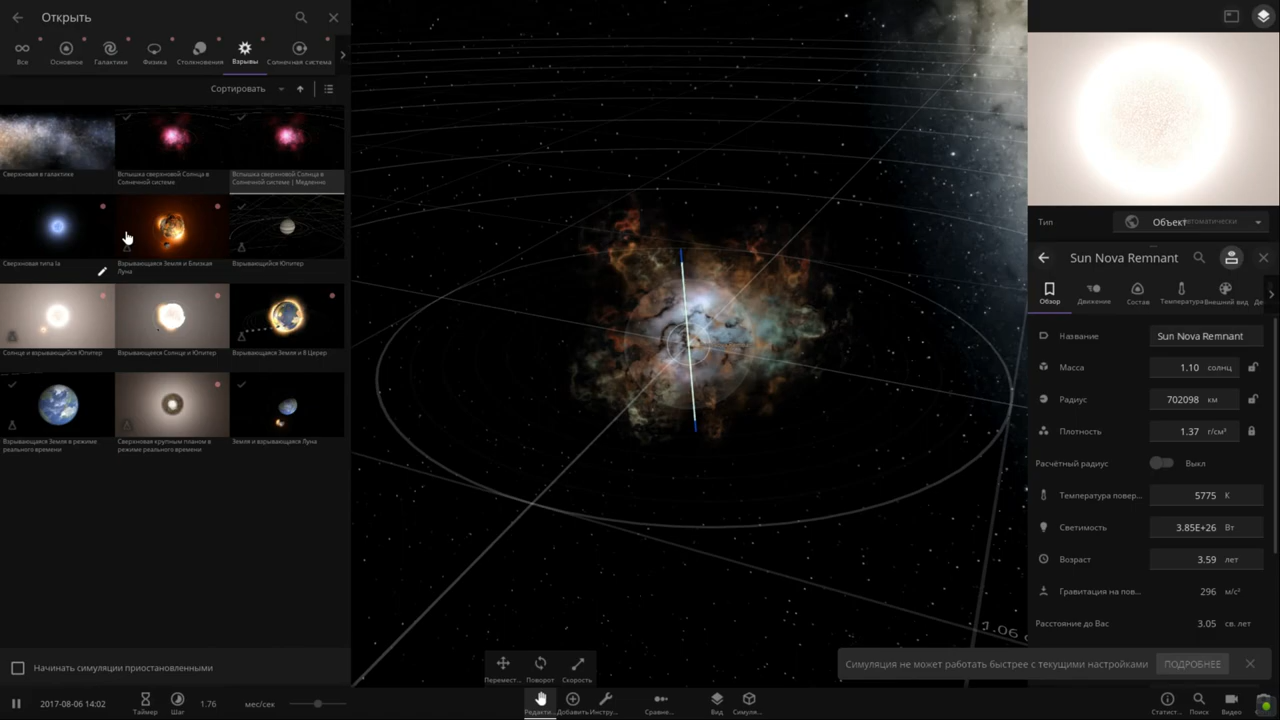 Открыть
Все
Основное
Галактики
Физика
Столкновения
Взрывы
Солнечная система
Сортировать
Сверхновая в галактике
Вспышка сверхновой Солнца в
Солнечной системе
Вспышка сверхновой Солнца в
Солнечной системе | Медленно
Сверхновая типа Ia
Взрывающаяся Земля и Близкая
Луна
Взрывающийся Юпитер
Солнце и взрывающийся Юпитер
Взрывающееся Солнце и Юпитер
Взрывающаяся Земля и 8 Церер
Взрывающаяся Земля в режиме
реального времени
Сверхновая крупным планом в
режиме реального времени
Земля и взрывающаяся Луна
Начинать симуляции приостановленными
2017-08-06 14:02
Таймер
Шаг
1.76
мес/сек
Перемест...
Поворот
Скорость
Редакти...
Добавить
Инстру...
Сравне...
Вид
Симуля...
1.06
Тип
Объект
Автоматически
Sun Nova Remnant
Обзор
Движение
Состав
Температура
Внешний вид
Де
Название
Sun Nova Remnant
Масса
1.10 солнц
Радиус
702098 км
Плотность
1.37 г/см³
Расчётный радиус
Выкл
Температура повер...
5775 K
Светимость
3.85E+26 Вт
Возраст
3.59 лет
Гравитация на пов...
296 м/с²
Расстояние до Вас
3.05 св. лет
Симуляция не может работать быстрее с текущими настройками
ПОДРОБНЕЕ
Статист...
Поиск
Видео